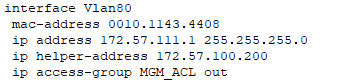 interface Vlan80
 mac-address 0010.1143.4408
 ip address 172.57.111.1 255.255.255.0
 ip helper-address 172.57.100.200
 ip access-group MGM_ACL out